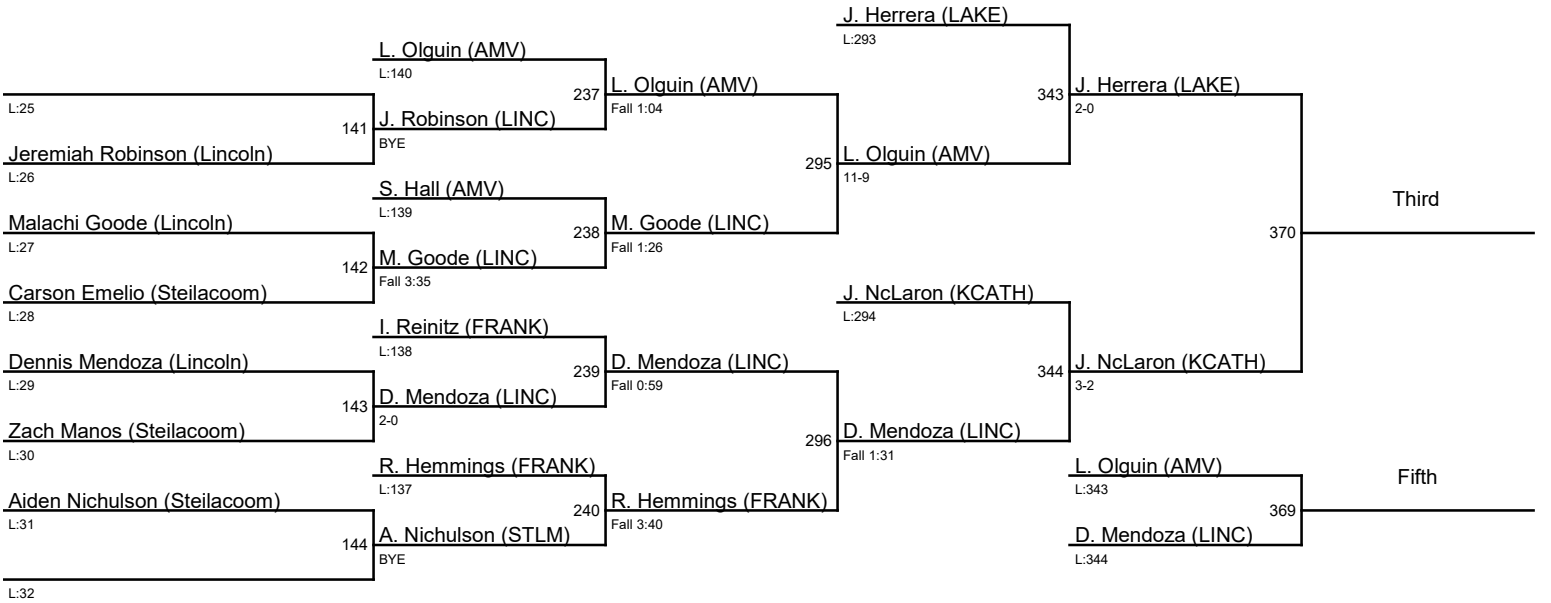 L:25
Jeremiah Robinson (Lincoln)
L:26
Malachi Goode (Lincoln)
L:27
Carson Emelio (Steilacoom)
L:28
Dennis Mendoza (Lincoln)
L:29
Zach Manos (Steilacoom)
L:30
Aiden Nichulson (Steilacoom)
L:31
L:32
141
142
143
144
L. Olguin (AMV)
L:140
J. Robinson (LINC)
BYE
S. Hall (AMV)
L:139
M. Goode (LINC)
Fall 3:35
I. Reinitz (FRANK)
L:138
D. Mendoza (LINC)
2-0
R. Hemmings (FRANK)
L:137
A. Nichulson (STLM)
BYE
237
238
239
240
L. Olguin (AMV)
Fall 1:04
M. Goode (LINC)
Fall 1:26
D. Mendoza (LINC)
Fall 0:59
R. Hemmings (FRANK)
Fall 3:40
295
296
J. Herrera (LAKE)
L:293
L. Olguin (AMV)
11-9
J. NcLaron (KCATH)
L:294
D. Mendoza (LINC)
Fall 1:31
343
344
J. Herrera (LAKE)
2-0
J. NcLaron (KCATH)
3-2
L. Olguin (AMV)
L:343
D. Mendoza (LINC)
L:344
370
369
Third
Fifth